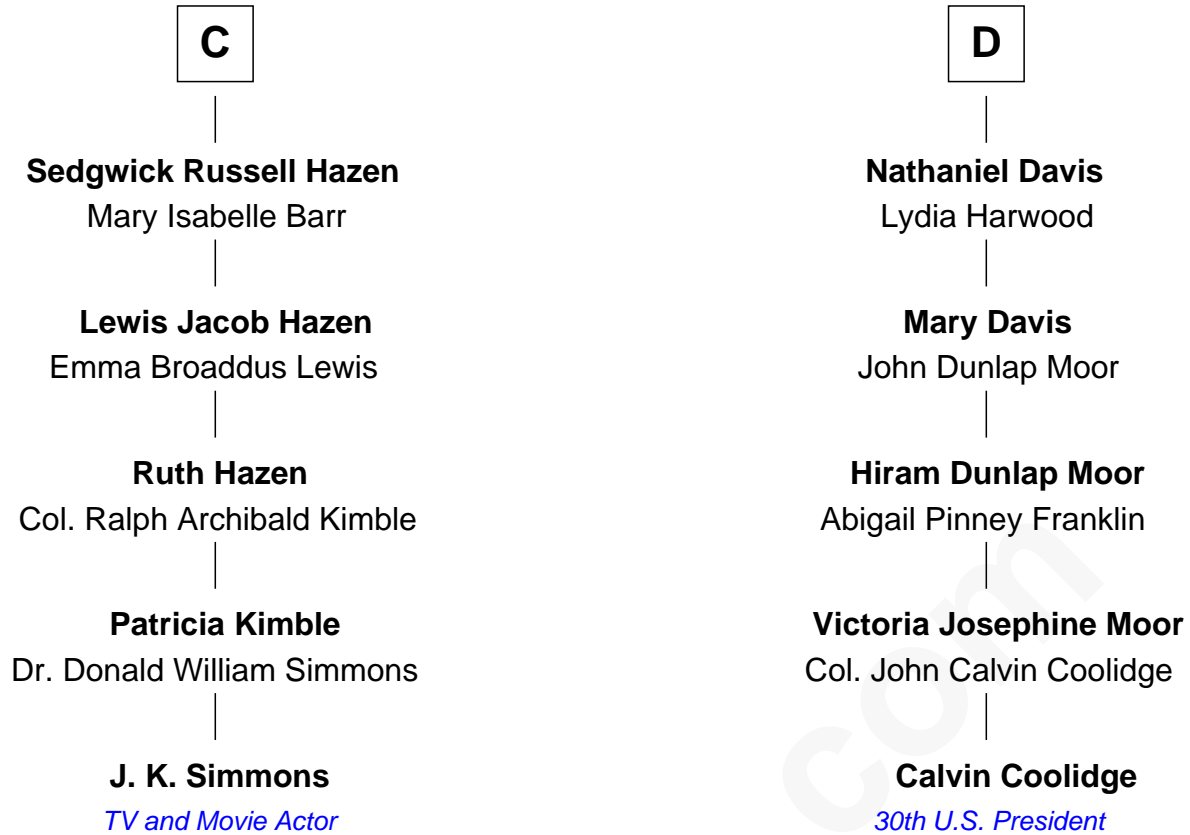 C
Sedgwick Russell Hazen
Mary Isabelle Barr
Lewis Jacob Hazen
Emma Broaddus Lewis
Ruth Hazen
Col. Ralph Archibald Kimble
Patricia Kimble
Dr. Donald William Simmons
J. K. Simmons
TV and Movie Actor
D
Nathaniel Davis
Lydia Harwood
Mary Davis
John Dunlap Moor
Hiram Dunlap Moor
Abigail Pinney Franklin
Victoria Josephine Moor
Col. John Calvin Coolidge
Calvin Coolidge
30th U.S. President
com